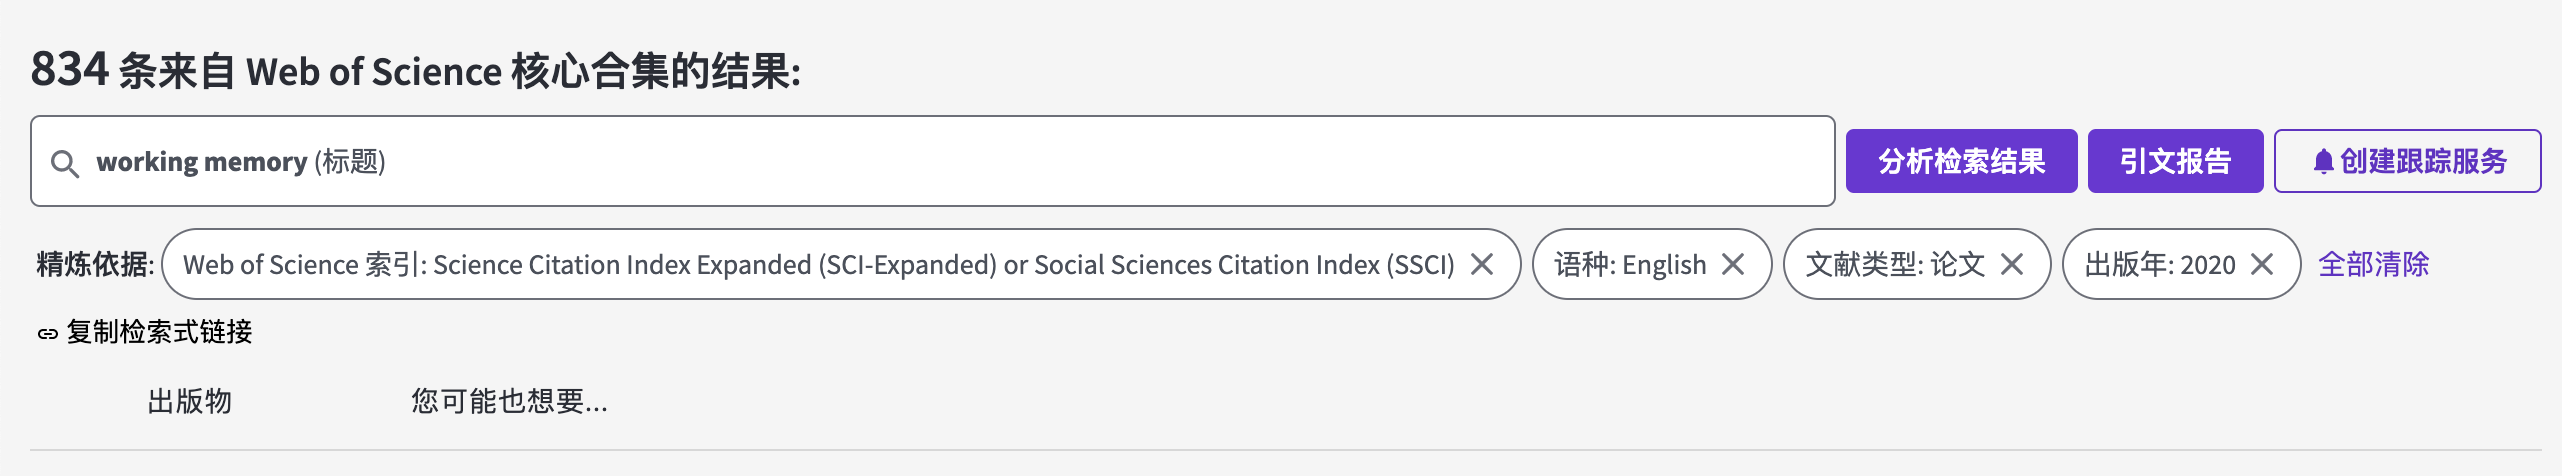 834 条来自 Web of Science 核心合集的结果:
working memory (标题)
分析检索结果
引文报告
创建跟踪服务
精炼依据: Web of Science 索引: Science Citation Index Expanded (SCI-Expanded) or Social Sciences Citation Index (SSCI) 语种: English 文献类型: 论文 出版年: 2020 全部清除
复制检索式链接
出版物 您可能也想要...